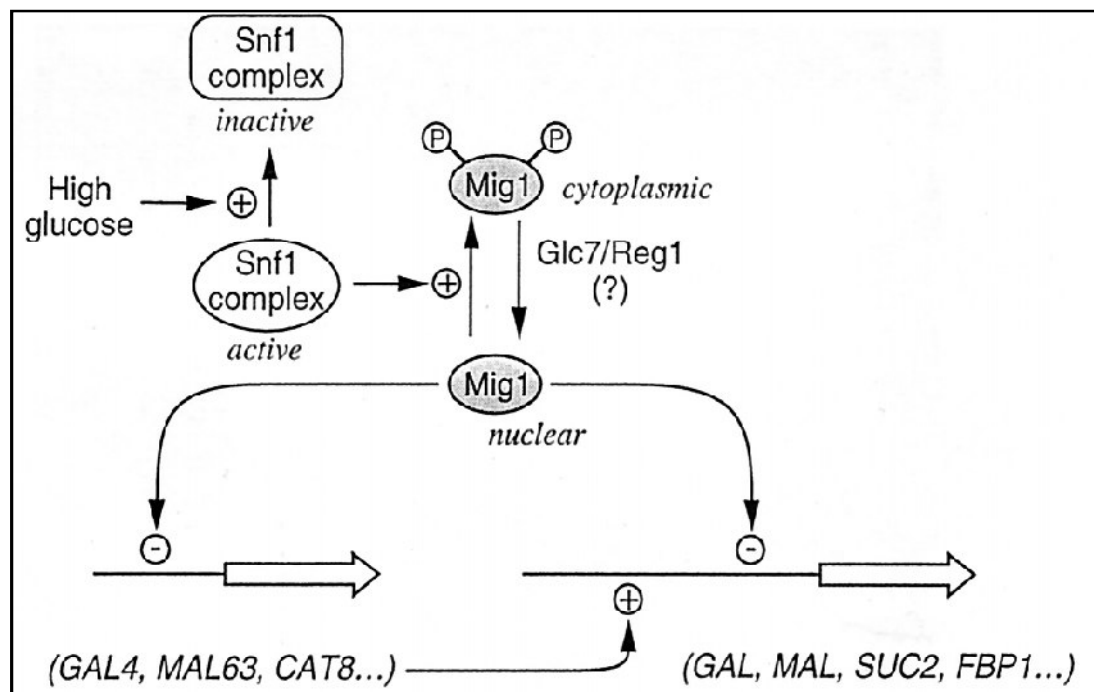 Snf1
complex
inactive
High
glucose
+
Snf1
complex
active
+
P
P
Mig1
cytoplasmic
Glc7/Reg1
(?)
Mig1
nuclear
-
-
+
(GAL4, MAL63, CAT8...)
(GAL, MAL, SUC2, FBP1...)